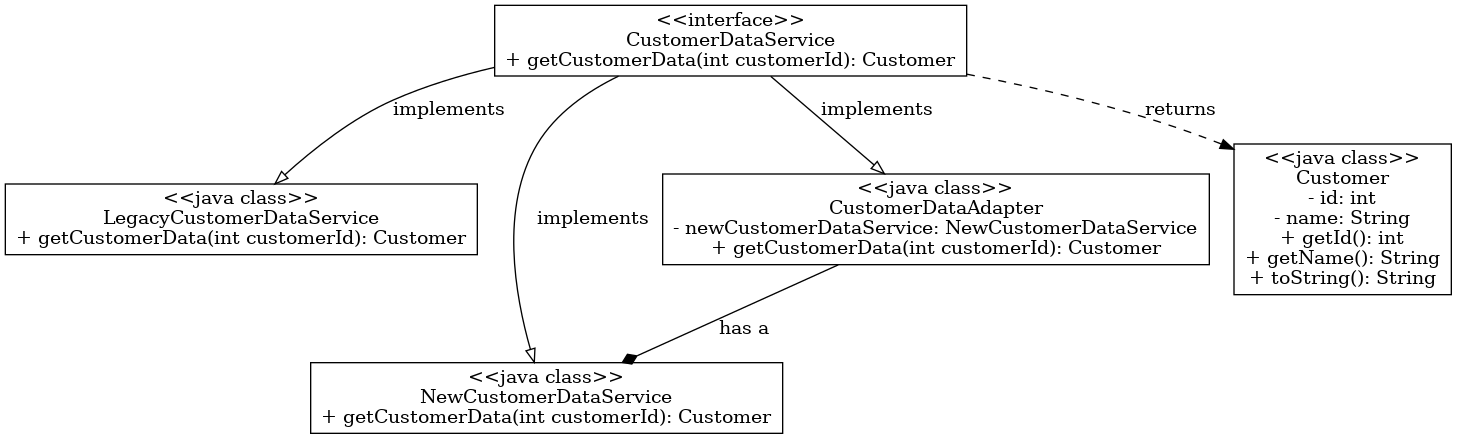 <<interface>>
CustomerDataService
+ getCustomerData(int customerId): Customer
implements
implements
returns
implements
<<java class>>
LegacyCustomerDataService
+ getCustomerData(int customerId): Customer
<<java class>>
CustomerDataAdapter
- newCustomerDataService: NewCustomerDataService
+ getCustomerData(int customerId): Customer
<<java class>>
Customer
- id: int
- name: String
+ getId(): int
+ getName(): String
+ toString(): String
has a
<<java class>>
NewCustomerDataService
+ getCustomerData(int customerId): Customer